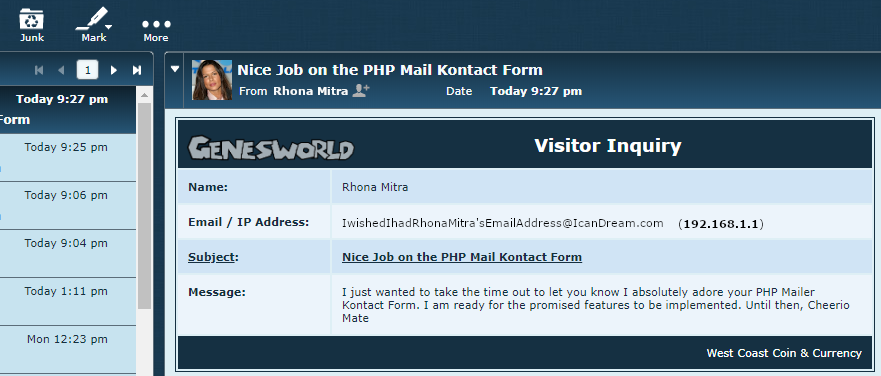 Junk
Mark
More
1
Today 9:27 pm
Form
Today 9:25 pm
Today 9:06 pm
Today 9:04 pm
Today 1:11 pm
Mon 12:23 pm
Nice Job on the PHP Mail Kontact Form
From Rhona Mitra Date Today 9:27 pm
GENESWORLD Visitor Inquiry
Name: Rhona Mitra
Email / IP Address: IwishedIhadRhonaMitra'sEmailAddress@IcanDream.com (192.168.1.1)
Subject: Nice Job on the PHP Mail Kontact Form
Message: I just wanted to take the time out to let you know I absolutely adore your PHP Mailer
Kontact Form. I am ready for the promised features to be implemented. Until then, Cheerio
Mate
West Coast Coin & Currency